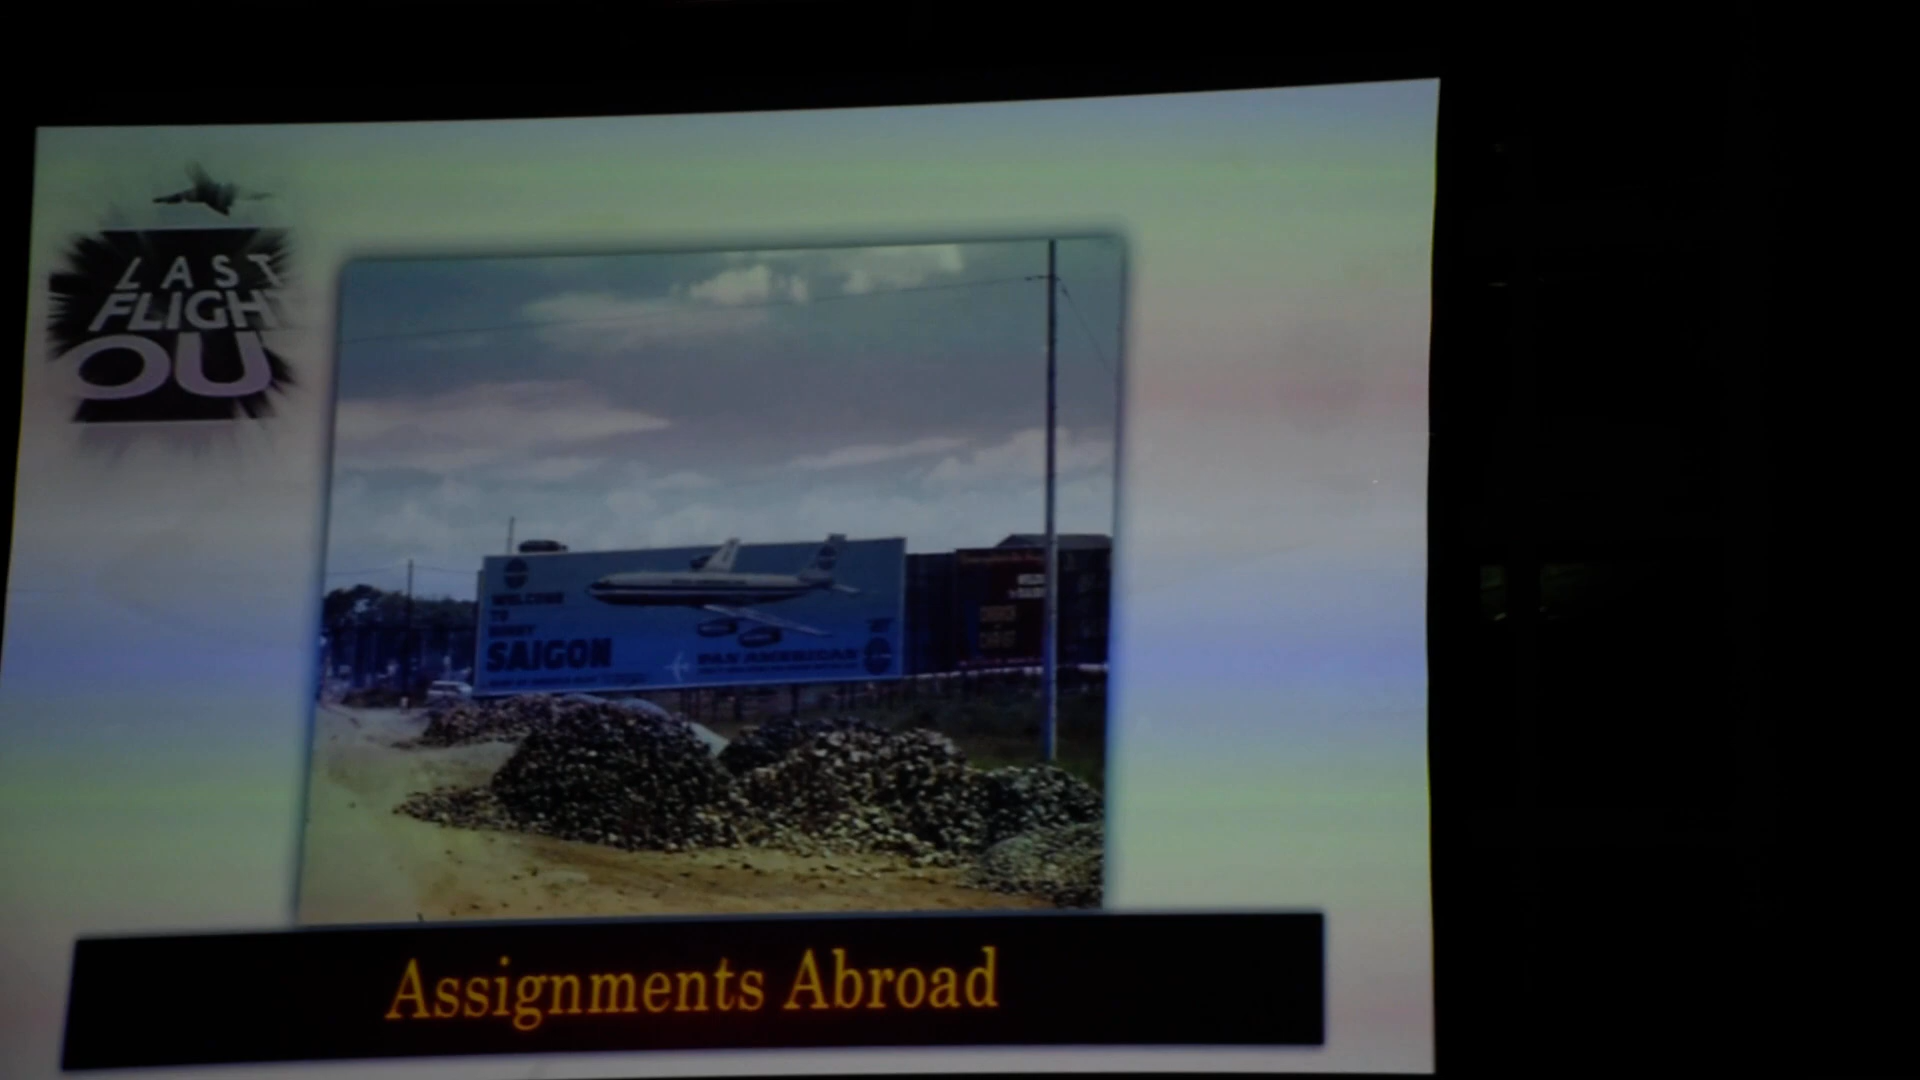 LAST
FLIGH
OU
WELCOME
TO
SAIGON
PAN AMERICAN
Assignments Abroad